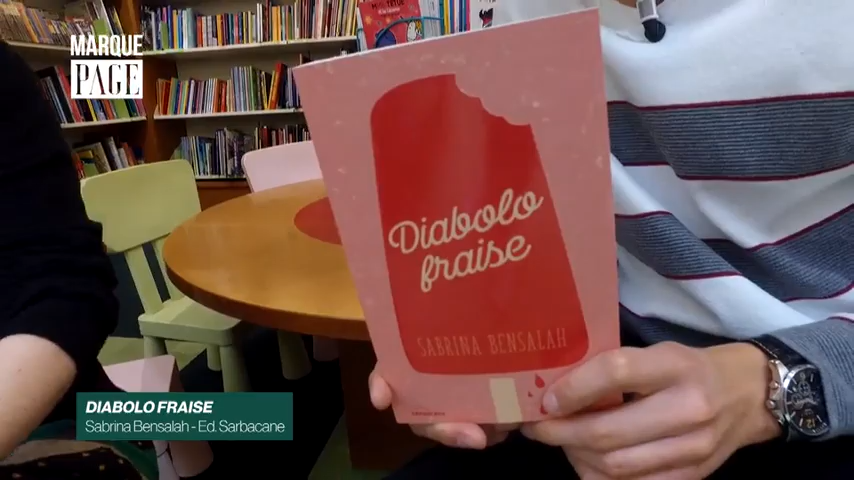 MARQUE
PAGE
Diabolo
fraise
SABRINA BENSALAH
DIABOLO FRAISE
Sabrina Bensalah - Ed. Sarbacane